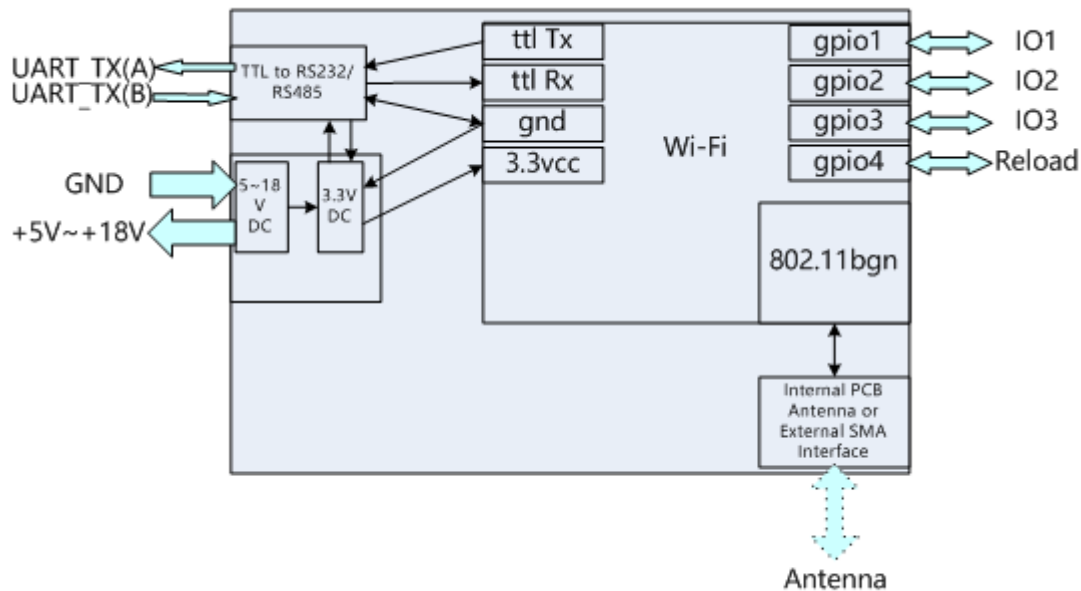 UART_TX(A)
UART_TX(B)
GND
+5V~+18V
TTL to RS232/
RS485
5~18
V
DC
3.3V
DC
ttl Tx
ttl Rx
gnd
3.3vcc
Wi-Fi
gpio1
gpio2
gpio3
gpio4
IO1
IO2
IO3
Reload
802.11bgn
Internal PCB
Antenna or
External SMA
Interface
Antenna